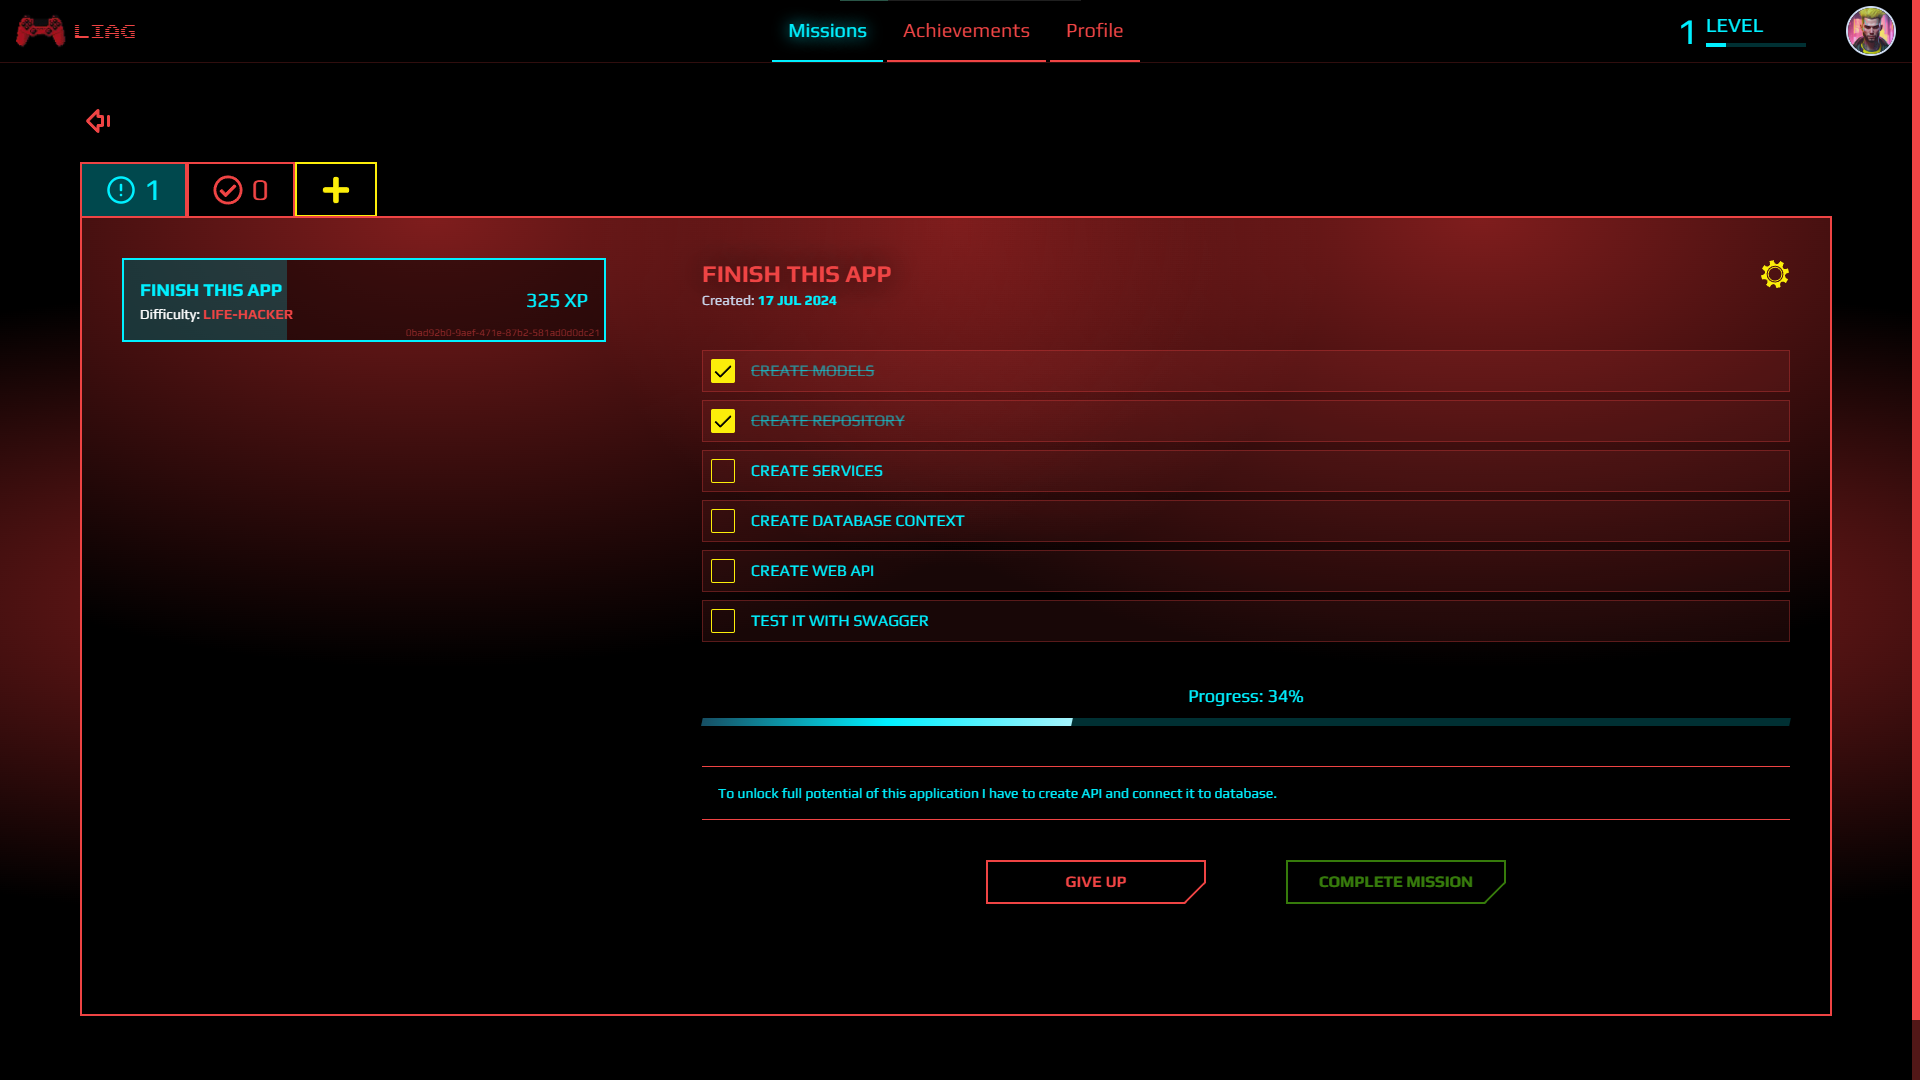 LIAG
Missions
Achievements
Profile
1 LEVEL
1
0
FINISH THIS APP
Difficulty: LIFE-HACKER
325 XP
0bad92b0-9aef-471e-87b2-581ad0d0dc21
FINISH THIS APP
Created: 17 JUL 2024
CREATE MODELS
CREATE REPOSITORY
CREATE SERVICES
CREATE DATABASE CONTEXT
CREATE WEB API
TEST IT WITH SWAGGER
Progress: 34%
To unlock full potential of this application I have to create API and connect it to database.
GIVE UP
COMPLETE MISSION